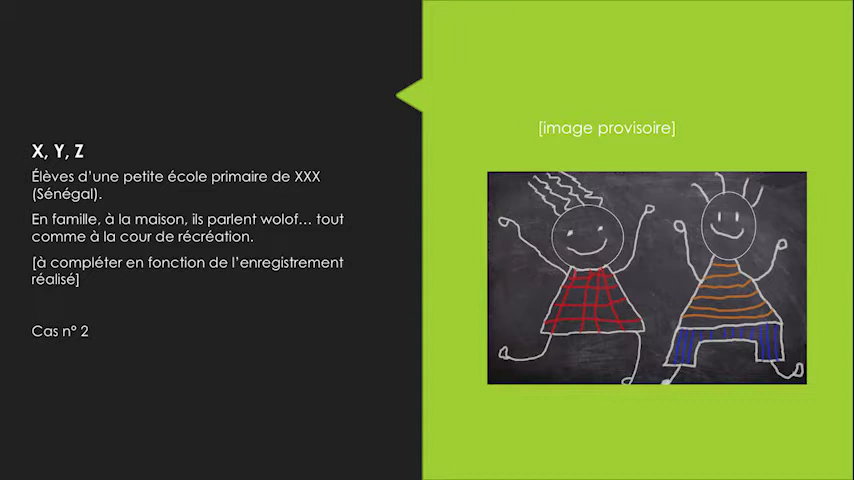 X, Y, Z
Élèves d'une petite école primaire de XXX
(Sénégal).
En famille, à la maison, ils parlent wolof… tout
comme à la cour de récréation.
[à compléter en fonction de l'enregistrement
réalisé]
Cas n° 2
[image provisoire]